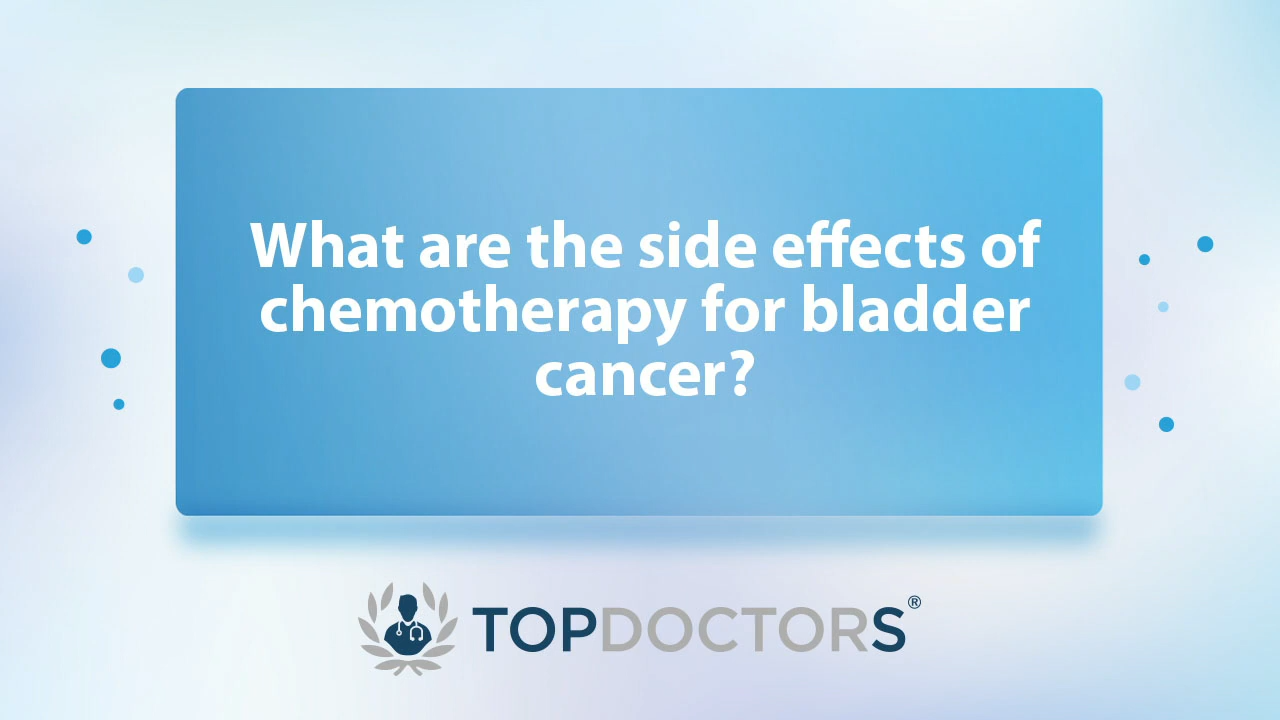 What are the side effects of
chemotherapy for bladder
cancer?
TOPDOCTORS®